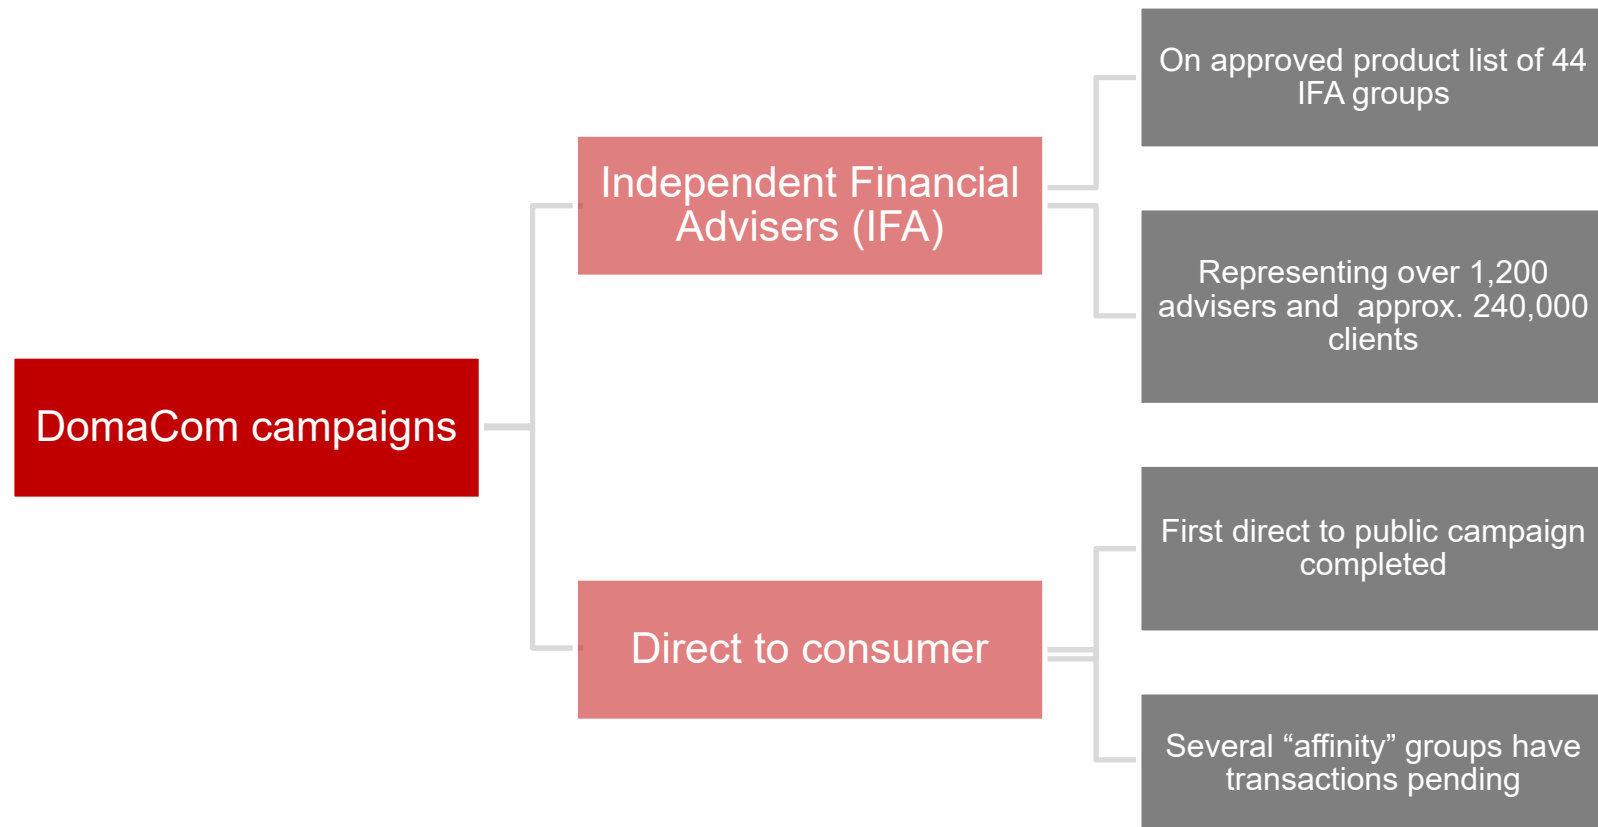 On approved product list of 44
IFA groups
Independent Financial
Advisers (IFA)
Representing over 1,200
advisers and  approx. 240,000
clients
DomaCom campaigns
First direct to public campaign
completed
Direct to consumer
Several “affinity” groups have
transactions pending